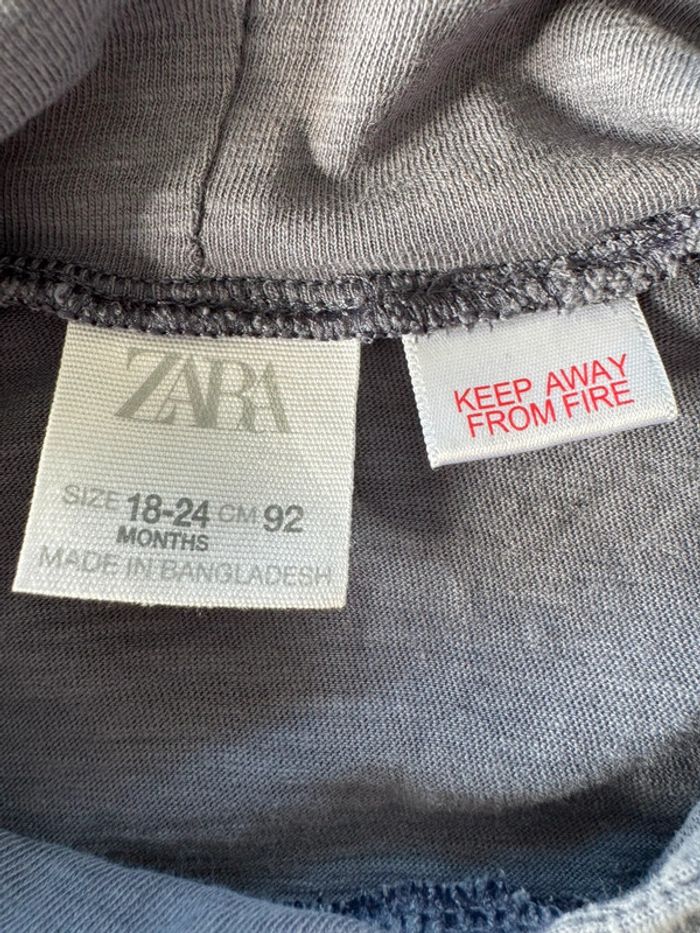 ZARA
SIZE 18-24 CM 92
MONTHS
MADE IN BANGLADESH
KEEP AWAY
FROM FIRE